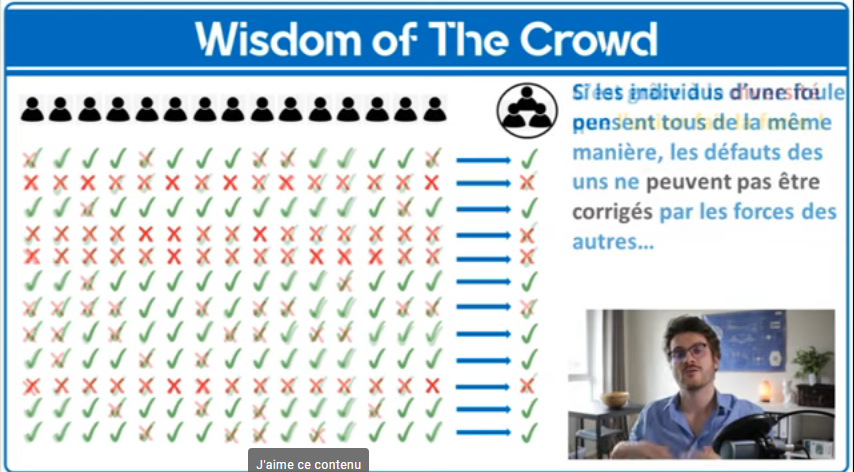 Wisdom of The Crowd
Si les individus d'une foule
pensent tous de la même
manière, les défauts des
uns ne peuvent pas être
corrigés par les forces des
autres...
J'aime ce contenu